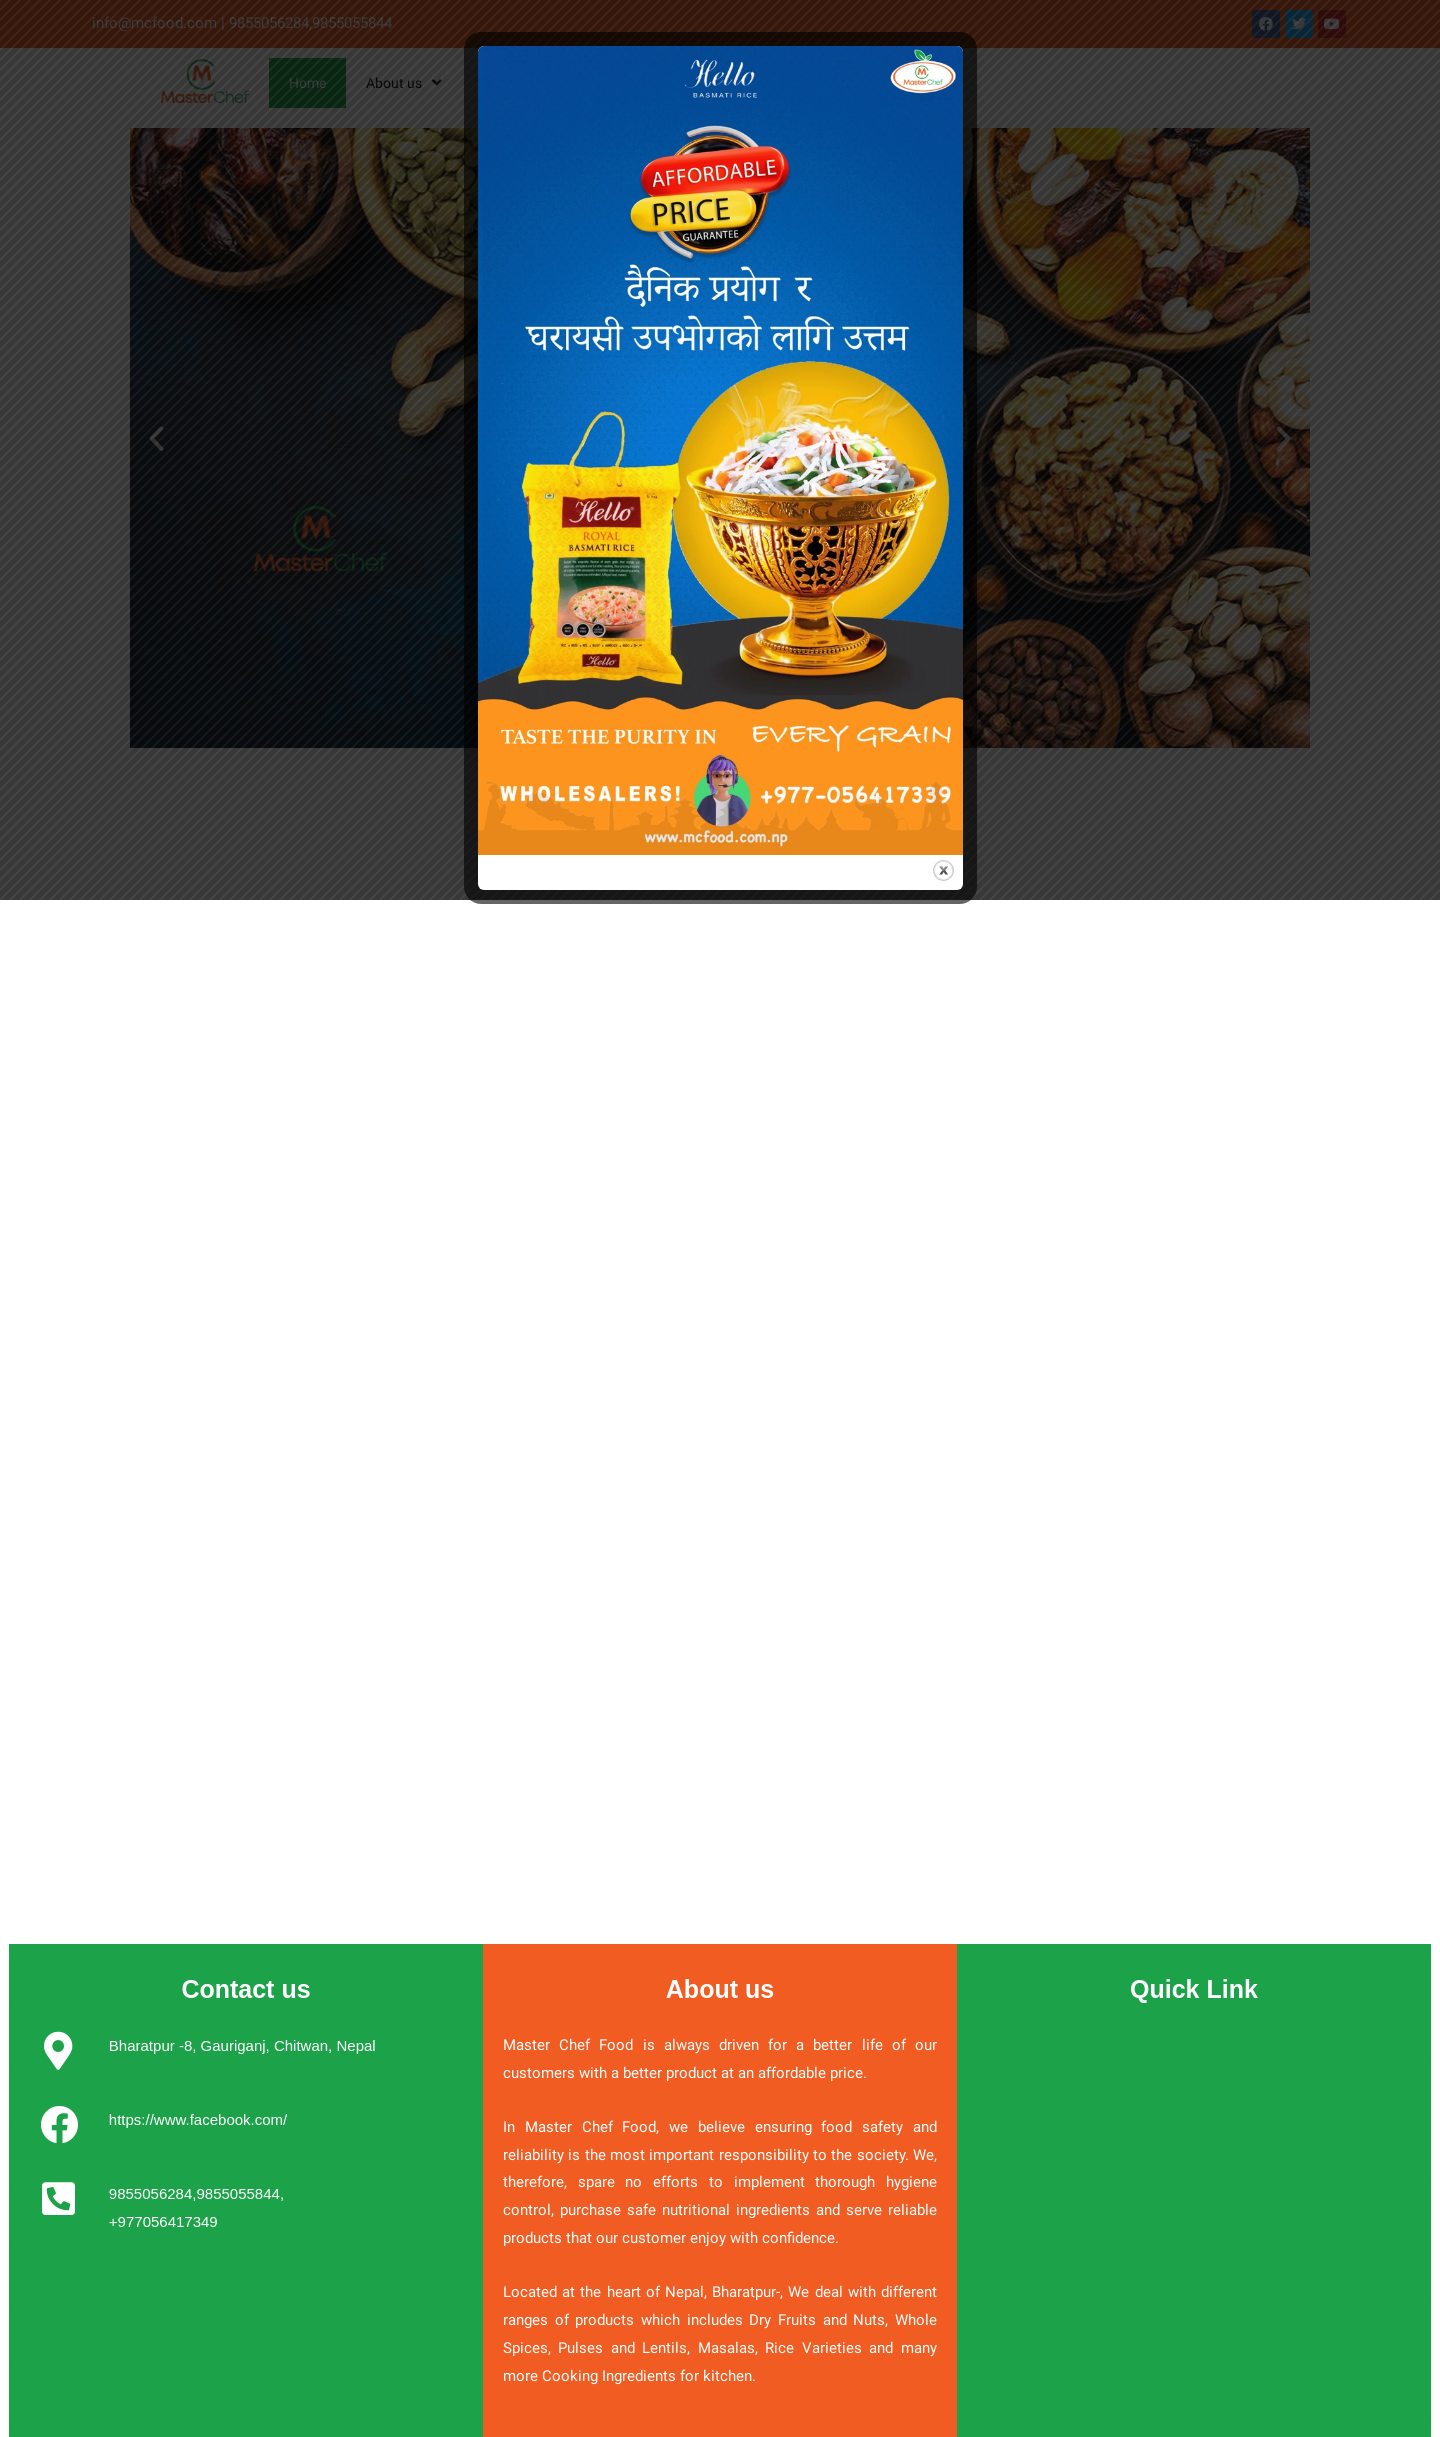 info@mcfood.com | 9855056284,9855055844
MasterChef
Home
About us
MasterChef
Hello
BASMATI RICE
MasterChef
AFFORDABLE
PRICE
GUARANTEE
दैनिक प्रयोग र
घरायसी उपभोगको लागि उत्तम
Hello
ROYAL
BASMATI RICE
Hello
TASTE THE PURITY IN EVERY GRAIN
WHOLESALERS! +977-056417339
www.mcfood.com.np
X
Contact us
Bharatpur -8, Gauriganj, Chitwan, Nepal
https://www.facebook.com/
9855056284,9855055844,
+977056417349
About us
Master Chef Food is always driven for a better life of our
customers with a better product at an affordable price.
In Master Chef Food, we believe ensuring food safety and
reliability is the most important responsibility to the society. We,
therefore, spare no efforts to implement thorough hygiene
control, purchase safe nutritional ingredients and serve reliable
products that our customer enjoy with confidence.
Located at the heart of Nepal, Bharatpur-, We deal with different
ranges of products which includes Dry Fruits and Nuts, Whole
Spices, Pulses and Lentils, Masalas, Rice Varieties and many
more Cooking Ingredients for kitchen.
Quick Link